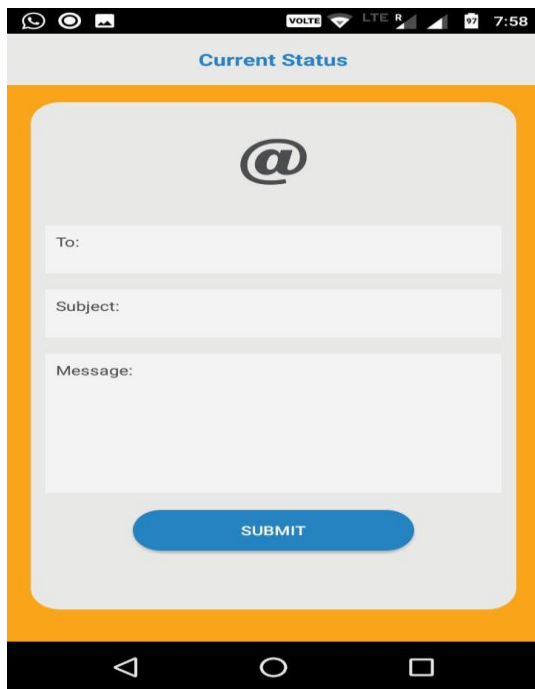 VOLTE LTE R 97 7:58
Current Status
@
To:
Subject:
Message:
SUBMIT